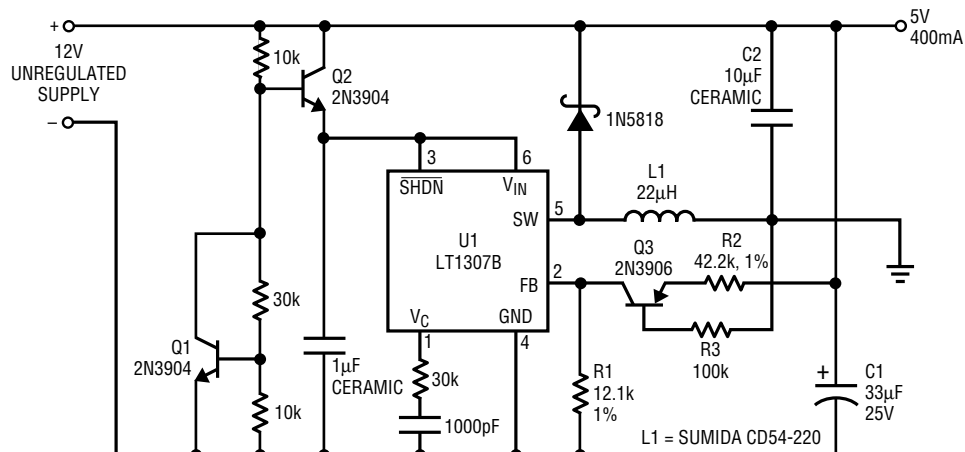 +
12V
UNREGULATED
SUPPLY
–
10k
Q2
2N3904
1N5818
C2
10µF
CERAMIC
5V
400mA
3
6
SHDN
VIN
L1
22µH
SW
5
U1
LT1307B
FB
2
Q3
2N3906
R2
42.2k, 1%
VC
GND
1
4
R3
100k
30k
Q1
2N3904
10k
1µF
CERAMIC
30k
1000pF
R1
12.1k
1%
+
C1
33µF
25V
L1 = SUMIDA CD54-220